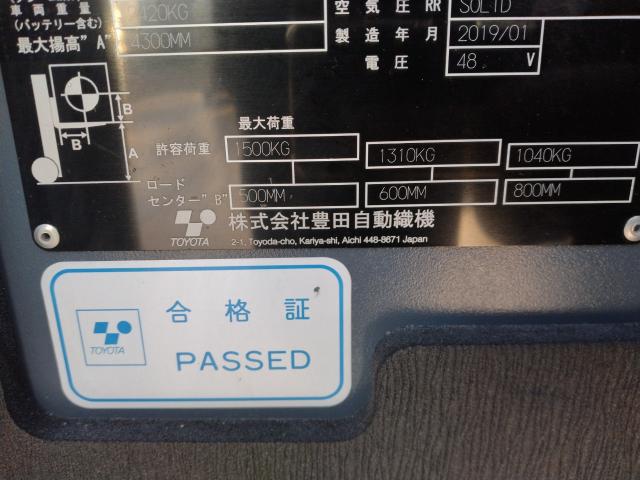 車両重量 2420KG 空気圧 RR SOLID
(バッテリー含む)
最大揚高"A" 4300MM 製造年月 2019/01
電圧 48 V
B
B
A
最大荷重
許容荷重 1500KG 1310KG 1040KG
ロード
センター"B" 500MM 600MM 800MM
TOYOTA 株式会社豊田自動織機
2-1, Toyoda-cho, Kariya-shi, Aichi 448-8671 Japan
合格証
TOYOTA
PASSED